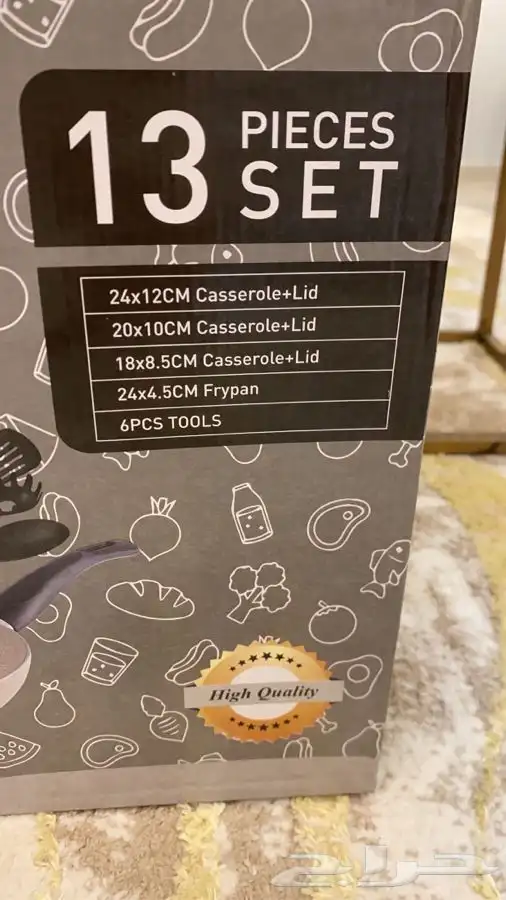 13 PIECES
SET
24x12CM Casserole+Lid
20x10CM Casserole+Lid
18x8.5CM Casserole+Lid
24x4.5CM Frypan
6PCS TOOLS
High Quality
حراج